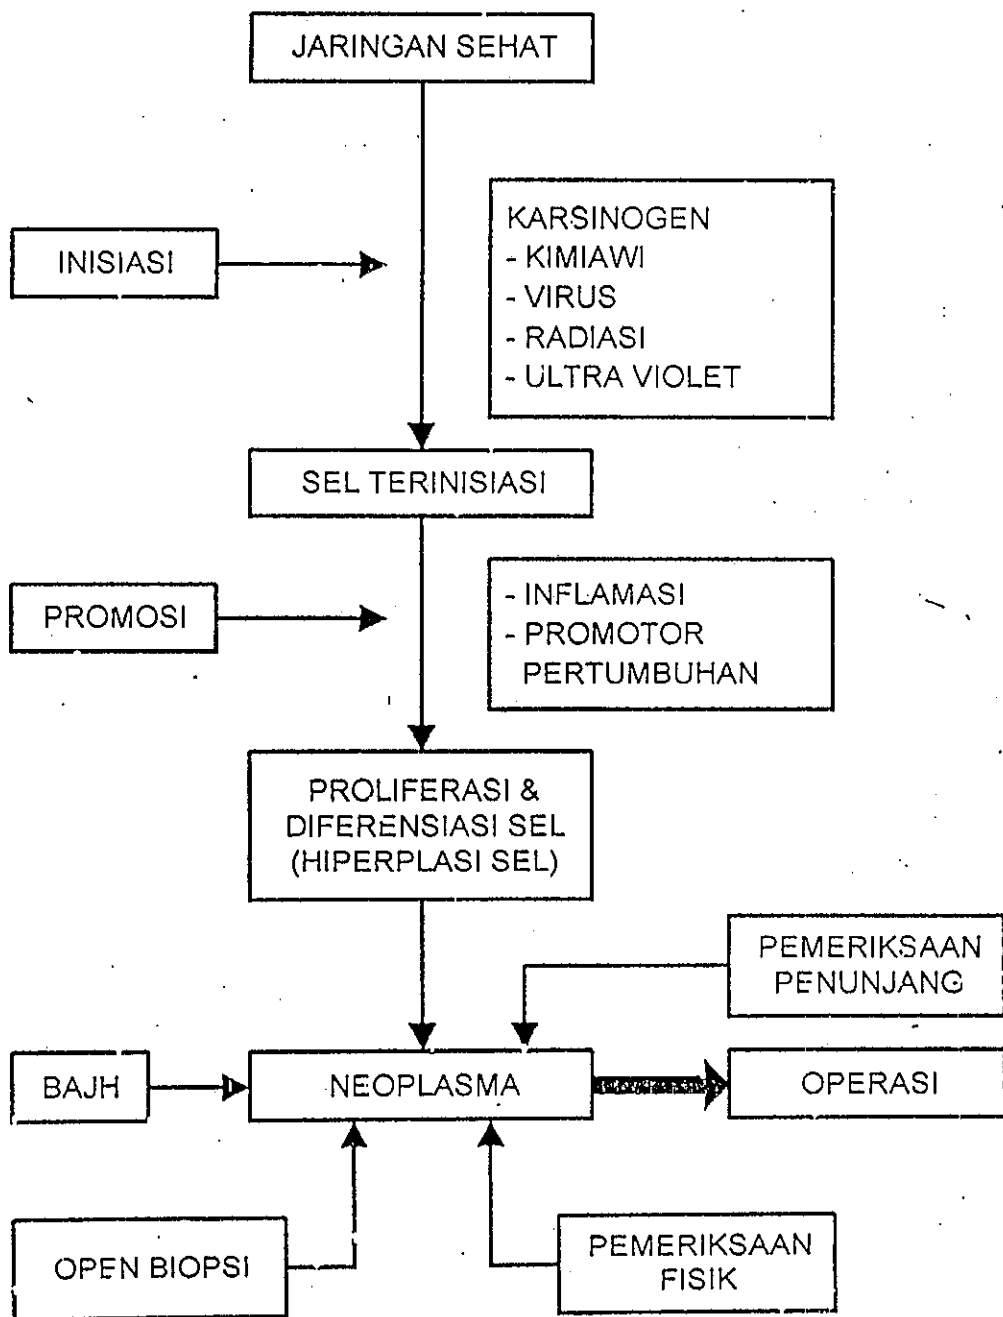 JARINGAN SEHAT
INISIASI
KARSINOGEN
- KIMIAWI
- VIRUS
- RADIASI
- ULTRA VIOLET
SEL TERINISIASI
PROMOSI
- INFLAMASI
- PROMOTOR
PERTUMBUHAN
PROLIFERASI &
DIFERENSIASI SEL
(HIPERPLASI SEL)
PEMERIKSAAN
PENUNJANG
BAJH
NEOPLASMA
OPERASI
OPEN BIOPSI
PEMERIKSAAN
FISIK